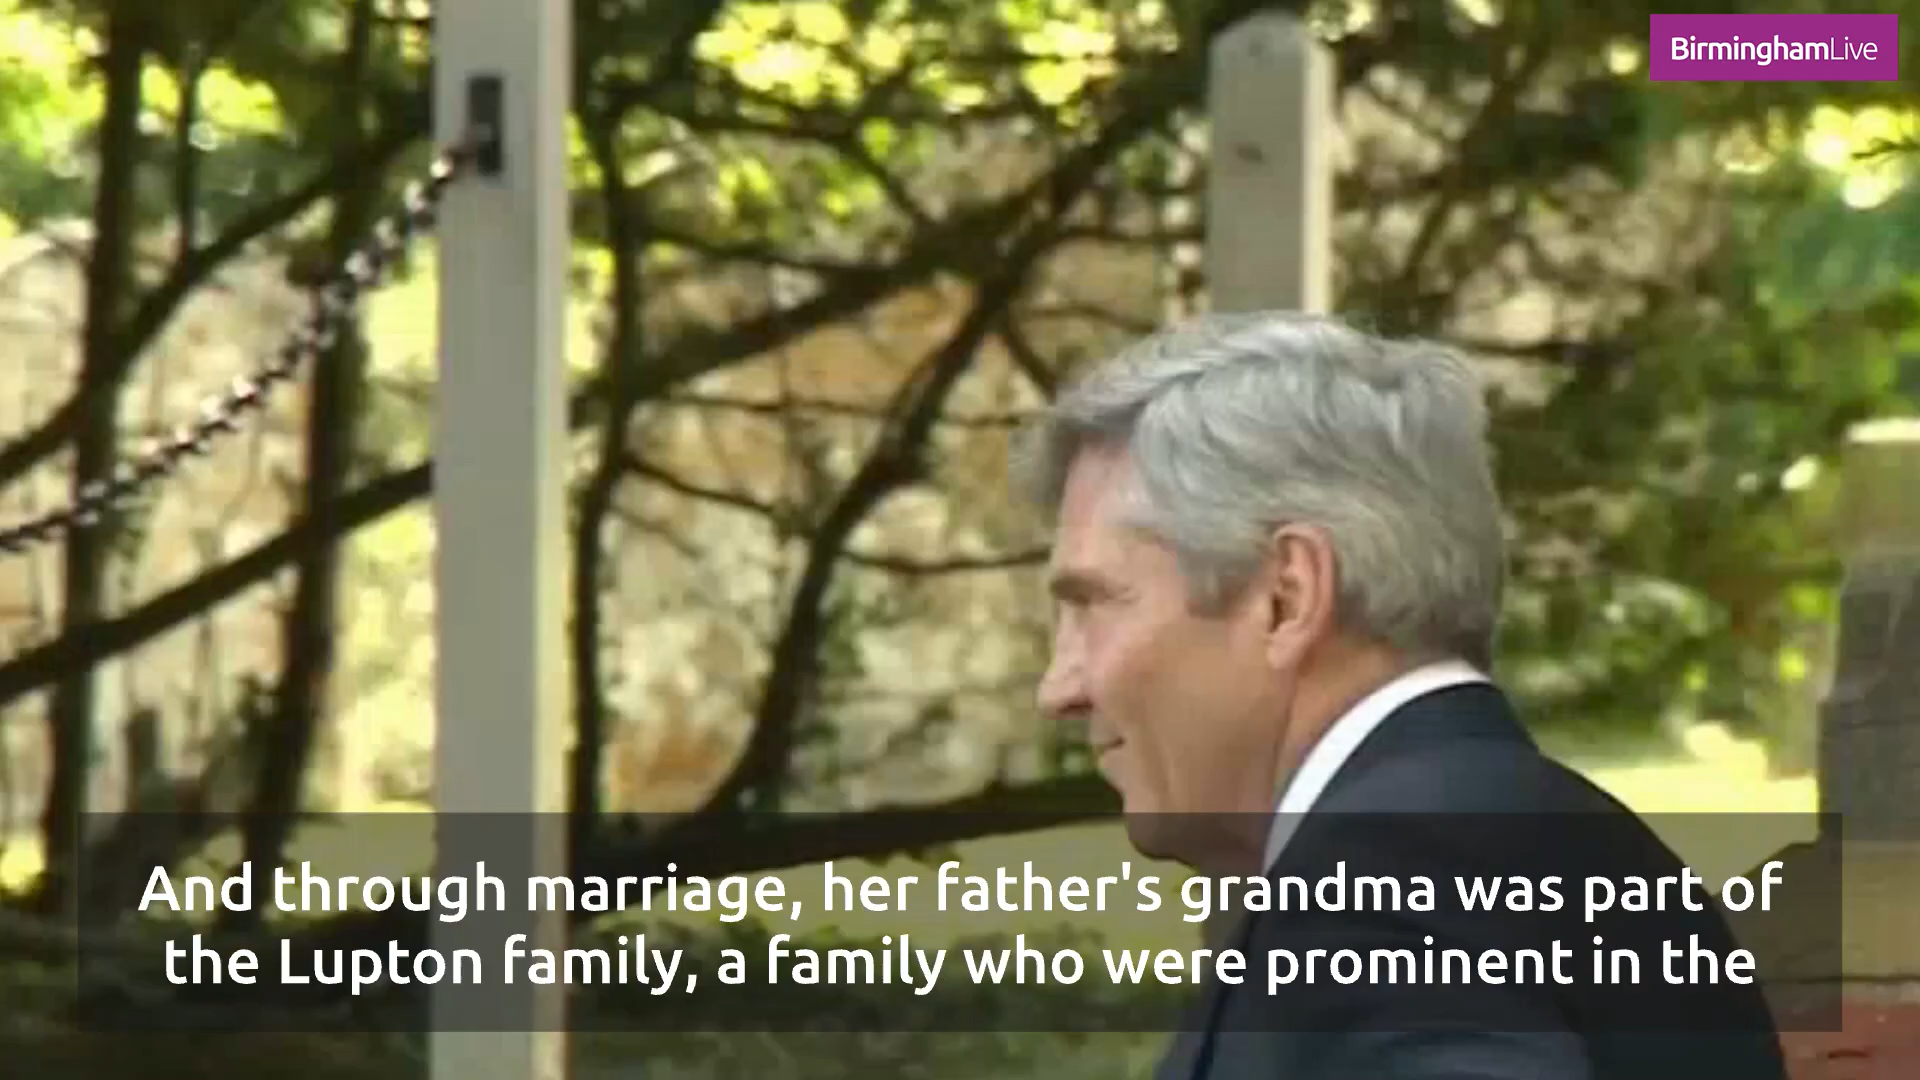 BirminghamLive
And through marriage, her father's grandma was part of
the Lupton family, a family who were prominent in the